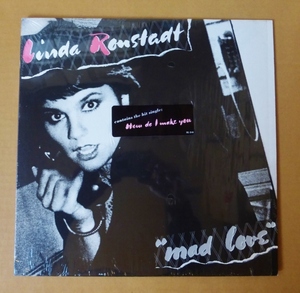 Linda Ronstadt
contains the hit single:
How do I make you
"mad love"